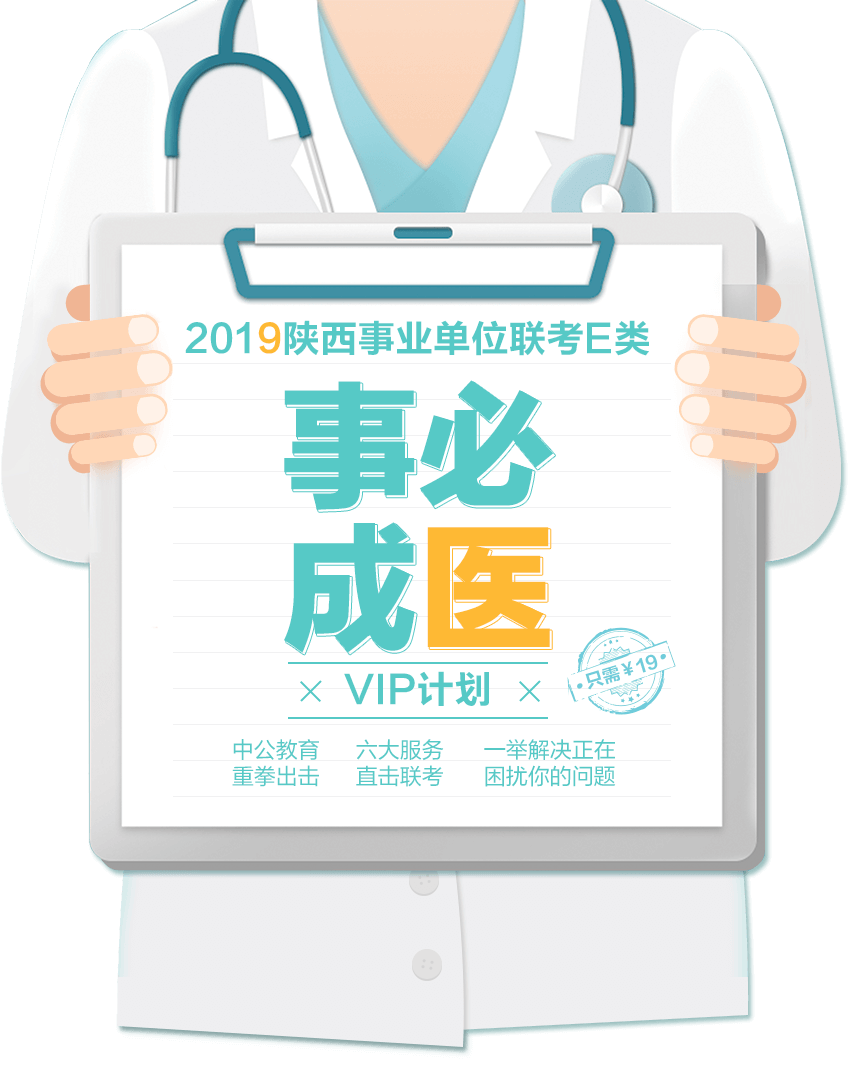 2019陕西事业单位联考E类
事必
成医
VIP计划
只需￥19
中公教育 六大服务 一举解决正在
重拳出击 直击联考 困扰你的问题